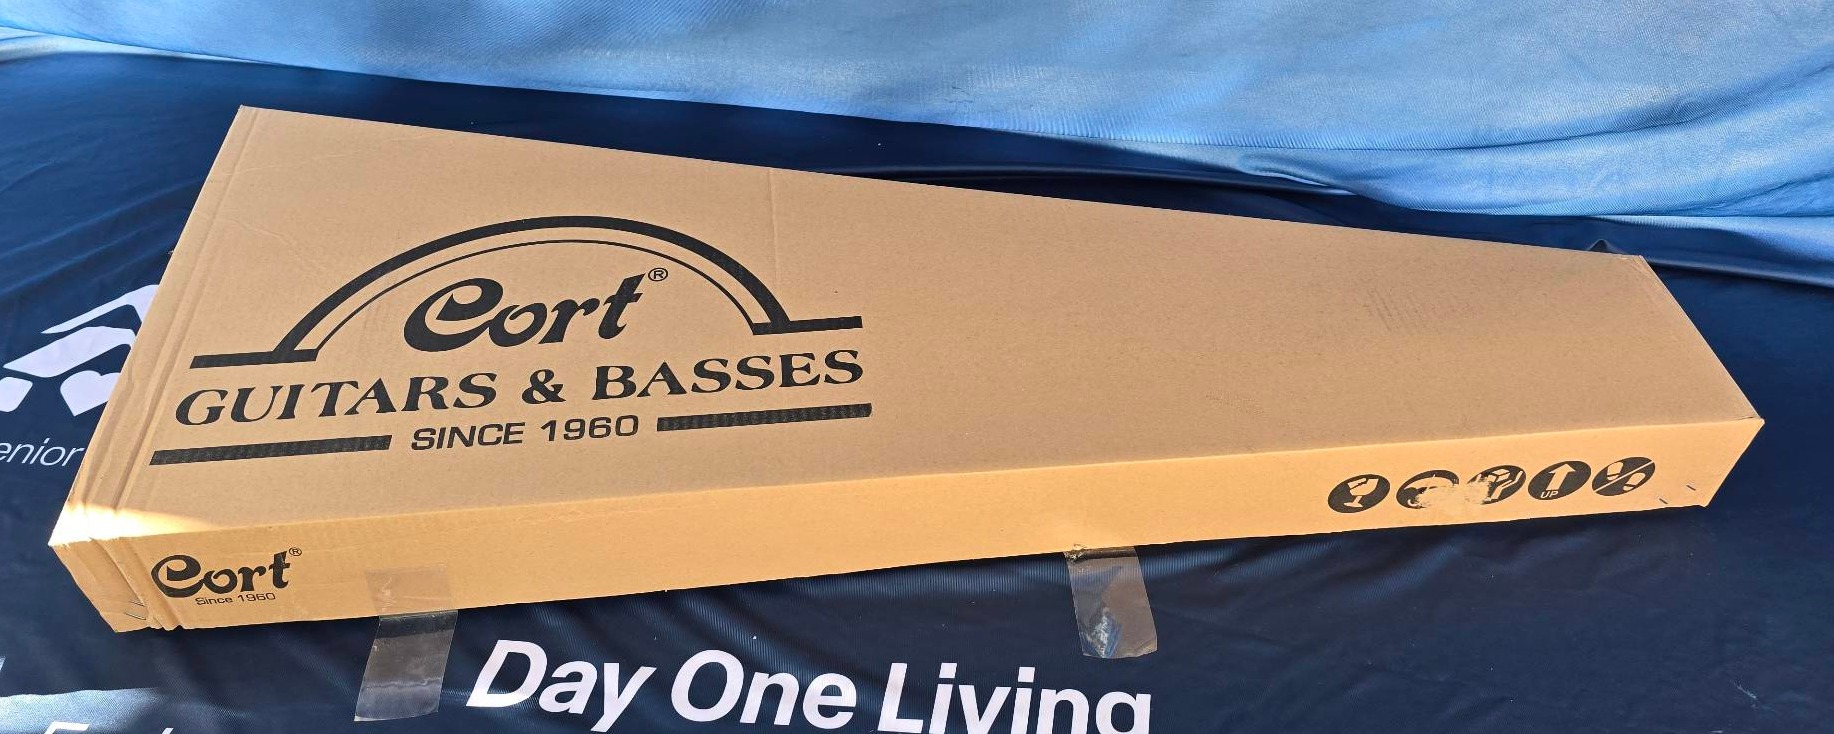 Cort®
GUITARS & BASSES
SINCE 1960
UP
Cort®
Since 1960
enior
Day One Living